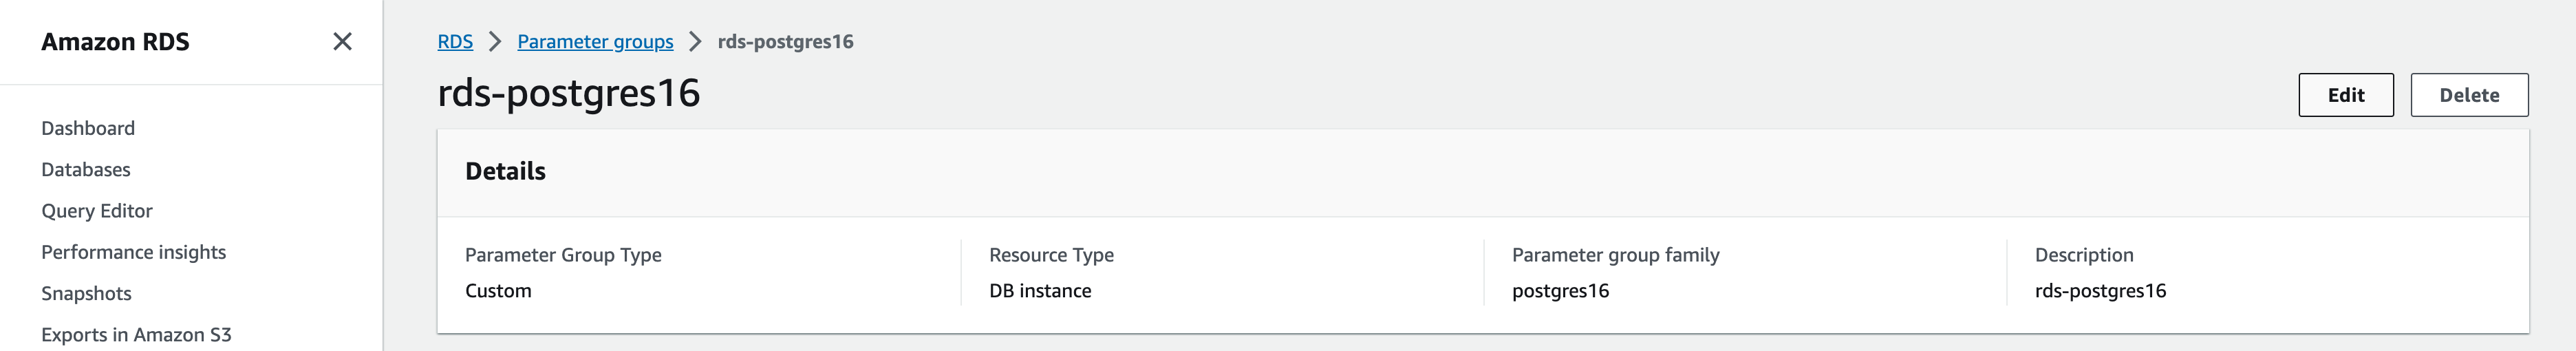 Amazon RDS
Dashboard
Databases
Query Editor
Performance insights
Snapshots
Exports in Amazon S3
RDS > Parameter groups > rds-postgres16
rds-postgres16
Edit
Delete
Details
Parameter Group Type
Custom
Resource Type
DB instance
Parameter group family
postgres16
Description
rds-postgres16